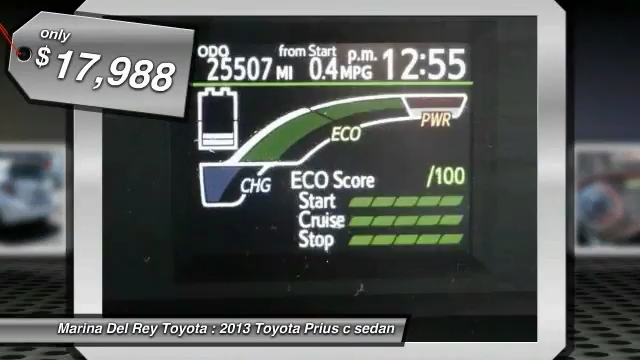 only
$17,988
ODO from Start p.m.
25507 MI 0.4 MPG 12:55
ECO
PWR
CHG
ECO Score /100
Start
Cruise
Stop
Marina Del Rey Toyota : 2013 Toyota Prius c sedan